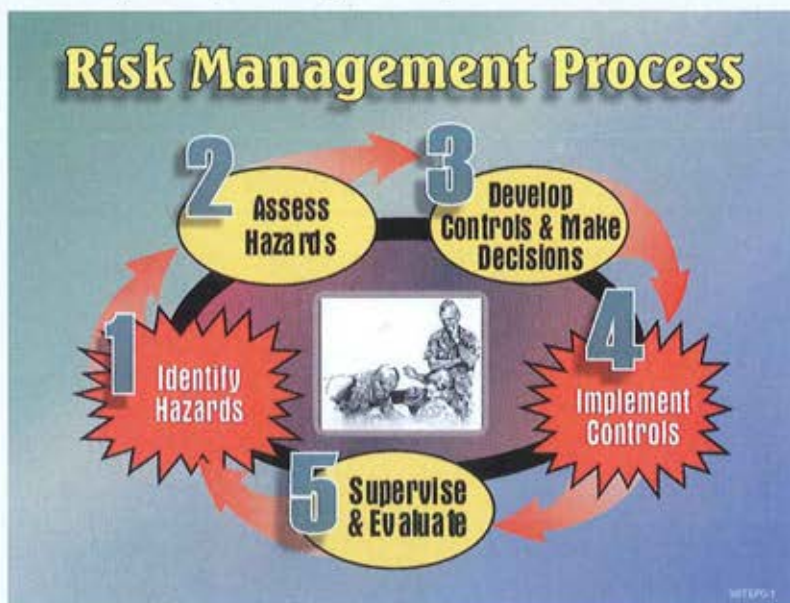 Risk Management Process
2
Assess
Hazards
3
Develop
Controls & Make
Decisions
1
Identify
Hazards
4
Implement
Controls
5
Supervise
& Evaluate